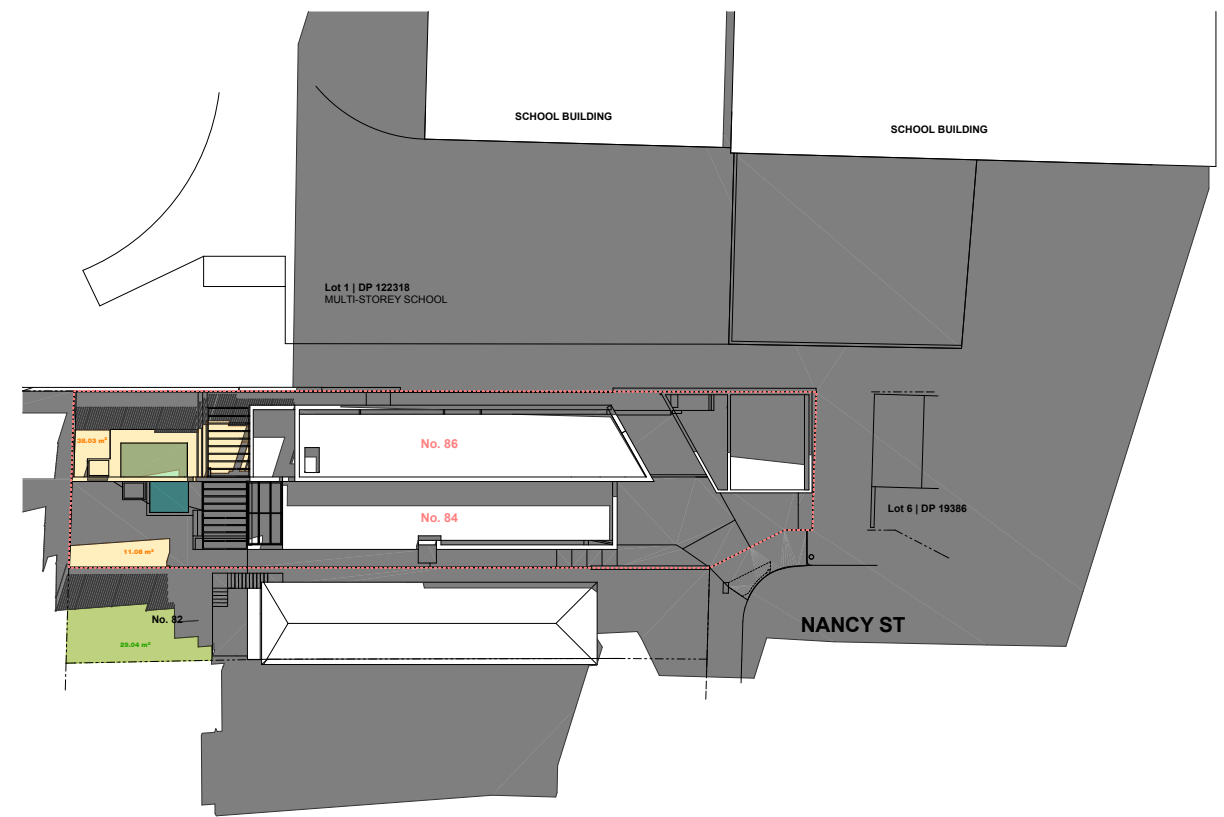 SCHOOL BUILDING
SCHOOL BUILDING
Lot 1 | DP 122318
MULTI-STOREY SCHOOL
38.03 m²
No. 86
No. 84
Lot 6 | DP 19386
11.08 m²
No. 82
NANCY ST
29.04 m²